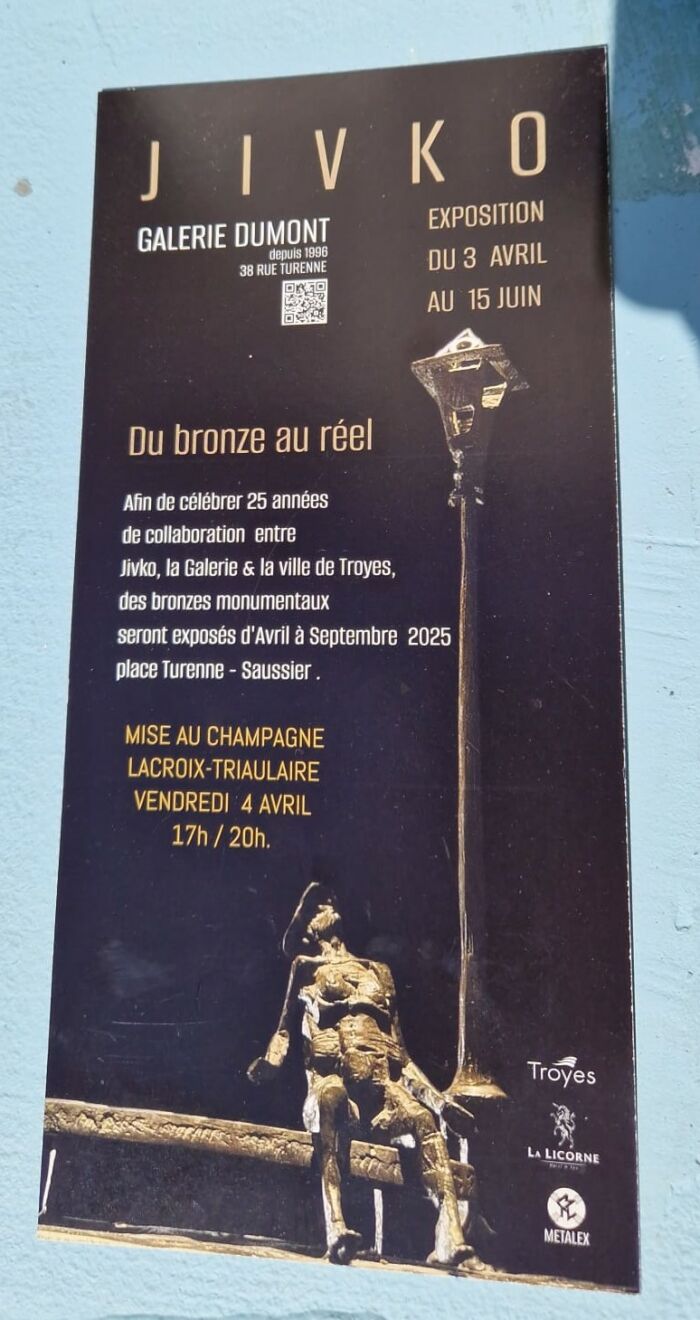 JIVKO
GALERIE DUMONT
depuis 1996
38 RUE TURENNE
EXPOSITION
DU 3 AVRIL
AU 15 JUIN
Du bronze au réel
Afin de célébrer 25 années
de collaboration entre
Jivko, la Galerie & la ville de Troyes,
des bronzes monumentaux
seront exposés d'Avril à Septembre 2025
place Turenne - Saussier .
MISE AU CHAMPAGNE
LACROIX-TRIAULAIRE
VENDREDI 4 AVRIL
17h / 20h.
Troyes
LA LICORNE
METALEX